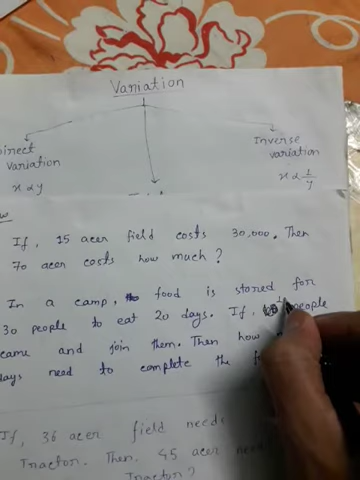 Variation
Direct
Variation
x α y
Inverse
variation
x α 1/y
If, 15 acer field costs 30,000. Then
70 acer costs how much ?
In a camp, food is stored for
30 people to eat 20 days. If, people
came and join them. Then how
days need to complete the
If, 36 acer field needs
Tractor. Then 45 acer need
Tractor?